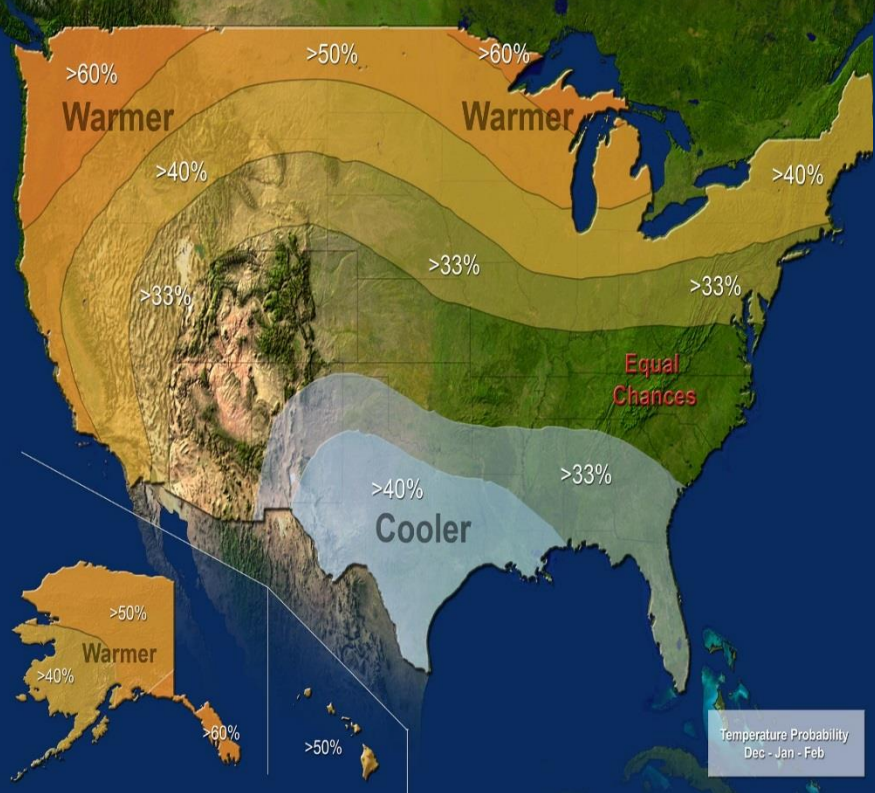 >60%
>50%
>60%
Warmer
Warmer
>40%
>40%
>33%
>33%
>33%
Equal
Chances
>33%
>40%
Cooler
>50%
Warmer
>40%
>60%
>50%
Temperature Probability
Dec - Jan - Feb